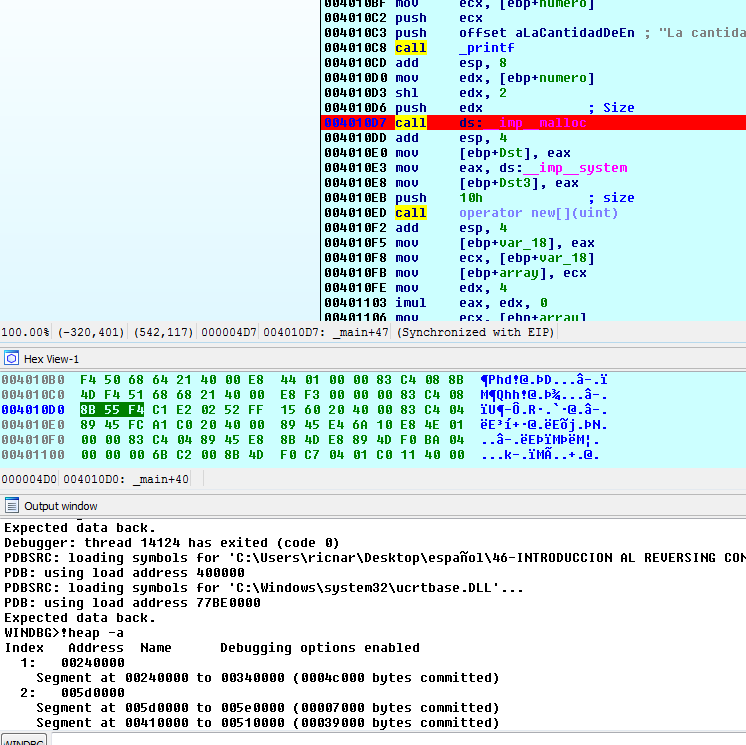 004010BF mov ecx, [ebp+numero]
004010C2 push ecx
004010C3 push offset aLaCantidadDeEn ; "La cantida
004010C8 call _printf
004010CD add esp, 8
004010D0 mov edx, [ebp+numero]
004010D3 shl edx, 2
004010D6 push edx ; Size
004010D7 call ds:__imp__malloc
004010DD add esp, 4
004010E0 mov [ebp+Dst], eax
004010E3 mov eax, ds:__imp__system
004010E8 mov [ebp+Dst3], eax
004010EB push 10h ; size
004010ED call operator new[](uint)
004010F2 add esp, 4
004010F5 mov [ebp+var_18], eax
004010F8 mov ecx, [ebp+var_18]
004010FB mov [ebp+array], ecx
004010FE mov edx, 4
00401103 imul eax, edx, 0
00401106 mov ecx, [ebp+array]
100.00% (-320,401) (542,117) 000004D7 004010D7: _main+47 (Synchronized with EIP)
Hex View-1
004010B0 F4 50 68 64 21 40 00 E8 44 01 00 00 83 C4 08 8B ¶Phd!@.ÞD...â-.ï
004010C0 4D F4 51 68 68 21 40 00 E8 F3 00 00 00 83 C4 08 M¶Qhh!@.Þ¾...â-.
004010D0 8B 55 F4 C1 E2 02 52 FF 15 60 20 40 00 83 C4 04 ïU¶-Ô.R·.`·@.â-.
004010E0 89 45 FC A1 C0 20 40 00 89 45 E4 6A 10 E8 4E 01 ëE³í+·@.ëEõj.ÞN.
004010F0 00 00 83 C4 04 89 45 E8 8B 4D E8 89 4D F0 BA 04 ..â-.ëEÞïMÞëM¦.
00401100 00 00 00 6B C2 00 8B 4D F0 C7 04 01 C0 11 40 00 ...k-.ïMÃ..+.@.
000004D0 004010D0: _main+40
Output window
Expected data back.
Debugger: thread 14124 has exited (code 0)
PDBSRC: loading symbols for 'C:\Users\ricnar\Desktop\español\46-INTRODUCCION AL REVERSING CON
PDB: using load address 400000
PDBSRC: loading symbols for 'C:\Windows\system32\ucrtbase.DLL'...
PDB: using load address 77BE0000
Expected data back.
WINDBG>!heap -a
Index Address Name Debugging options enabled
1: 00240000
Segment at 00240000 to 00340000 (0004c000 bytes committed)
2: 005d0000
Segment at 005d0000 to 005e0000 (00007000 bytes committed)
Segment at 00410000 to 00510000 (00039000 bytes committed)
WINDBG